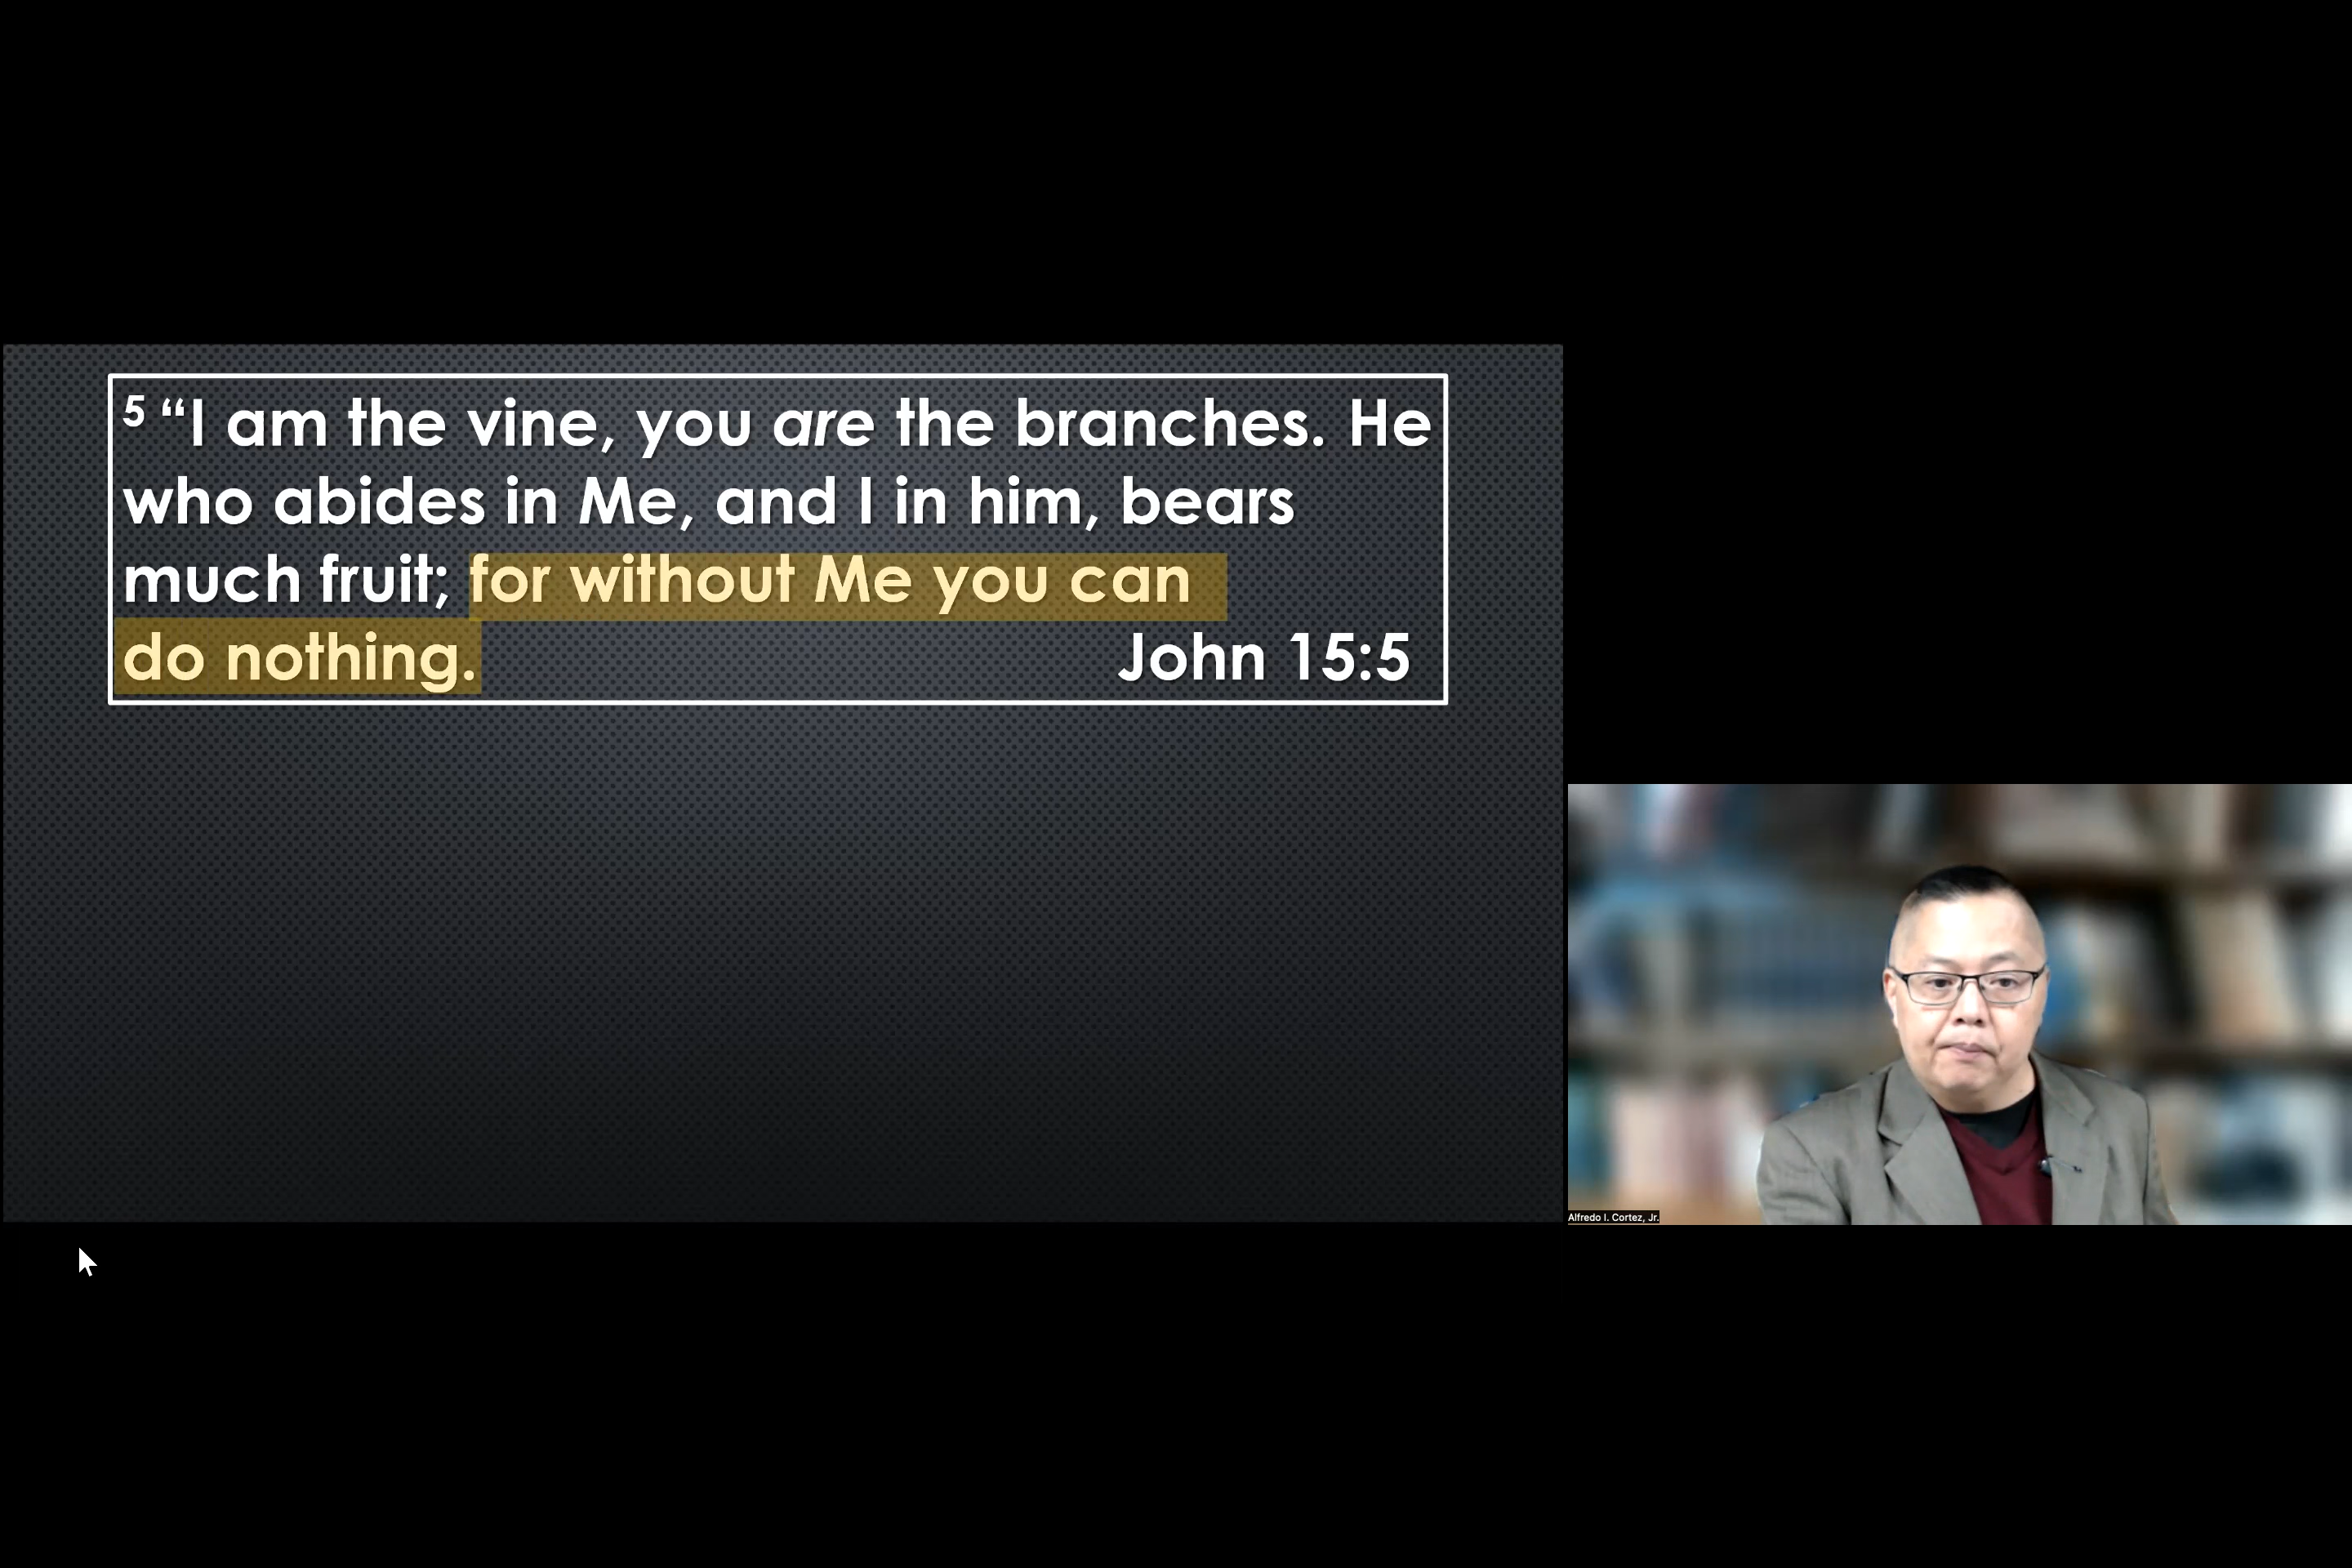 5 “I am the vine, you are the branches. He
who abides in Me, and I in him, bears
much fruit; for without Me you can
do nothing. John 15:5
Alfredo I. Cortez, Jr.